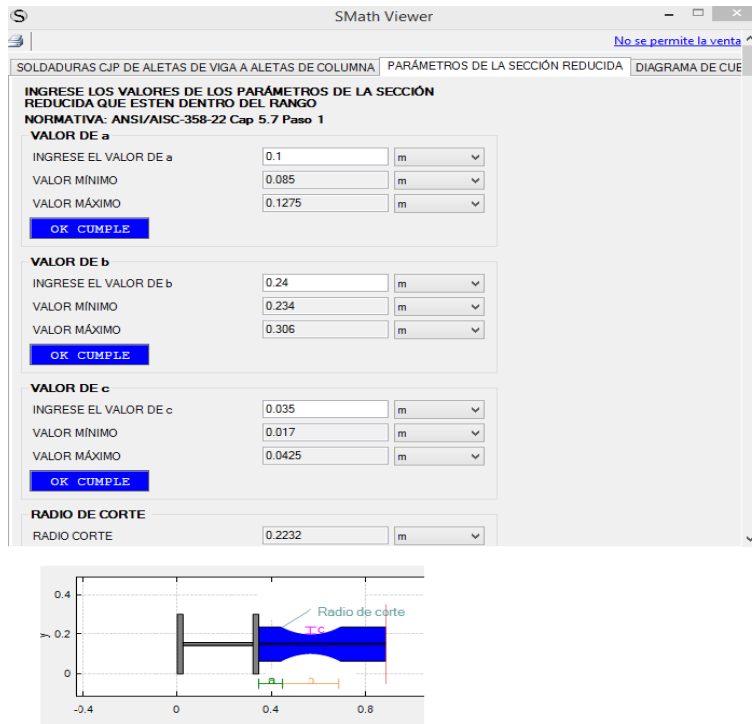 SMath Viewer
No se permite la venta
SOLDADURAS CJP DE ALETAS DE VIGA A ALETAS DE COLUMNA PARÁMETROS DE LA SECCIÓN REDUCIDA DIAGRAMA DE CUE
INGRESE LOS VALORES DE LOS PARÁMETROS DE LA SECCIÓN
REDUCIDA QUE ESTEN DENTRO DEL RANGO
NORMATIVA: ANSI/AISC-358-22 Cap 5.7 Paso 1
VALOR DE a
INGRESE EL VALOR DE a 0.1 m
VALOR MÍNIMO 0.085 m
VALOR MÁXIMO 0.1275 m
OK CUMPLE
VALOR DE b
INGRESE EL VALOR DE b 0.24 m
VALOR MÍNIMO 0.234 m
VALOR MÁXIMO 0.306 m
OK CUMPLE
VALOR DE c
INGRESE EL VALOR DE c 0.035 m
VALOR MÍNIMO 0.017 m
VALOR MÁXIMO 0.0425 m
OK CUMPLE
RADIO DE CORTE
RADIO CORTE 0.2232 m
0.4
Radio de corte
c
y
0.2
0
a
-0.4 0 0.4 0.8